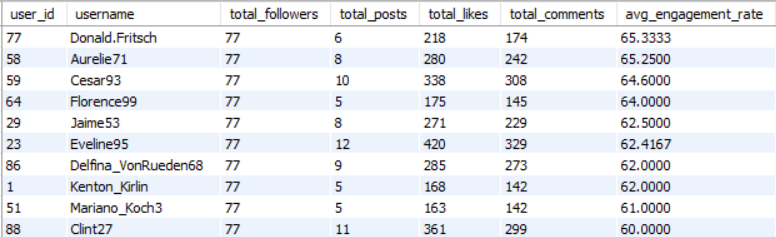 user_id username total_followers total_posts total_likes total_comments avg_engagement_rate
77 Donald.Fritsch 77 6 218 174 65.3333
58 Aurelie71 77 8 280 242 65.2500
59 Cesar93 77 10 338 308 64.6000
64 Florence99 77 5 175 145 64.0000
29 Jaime53 77 8 271 229 62.5000
23 Eveline95 77 12 420 329 62.4167
86 Delfina_VonRueden68 77 9 285 273 62.0000
1 Kenton_Kirlin 77 5 168 142 62.0000
51 Mariano_Koch3 77 5 163 142 61.0000
88 Clint27 77 11 361 299 60.0000